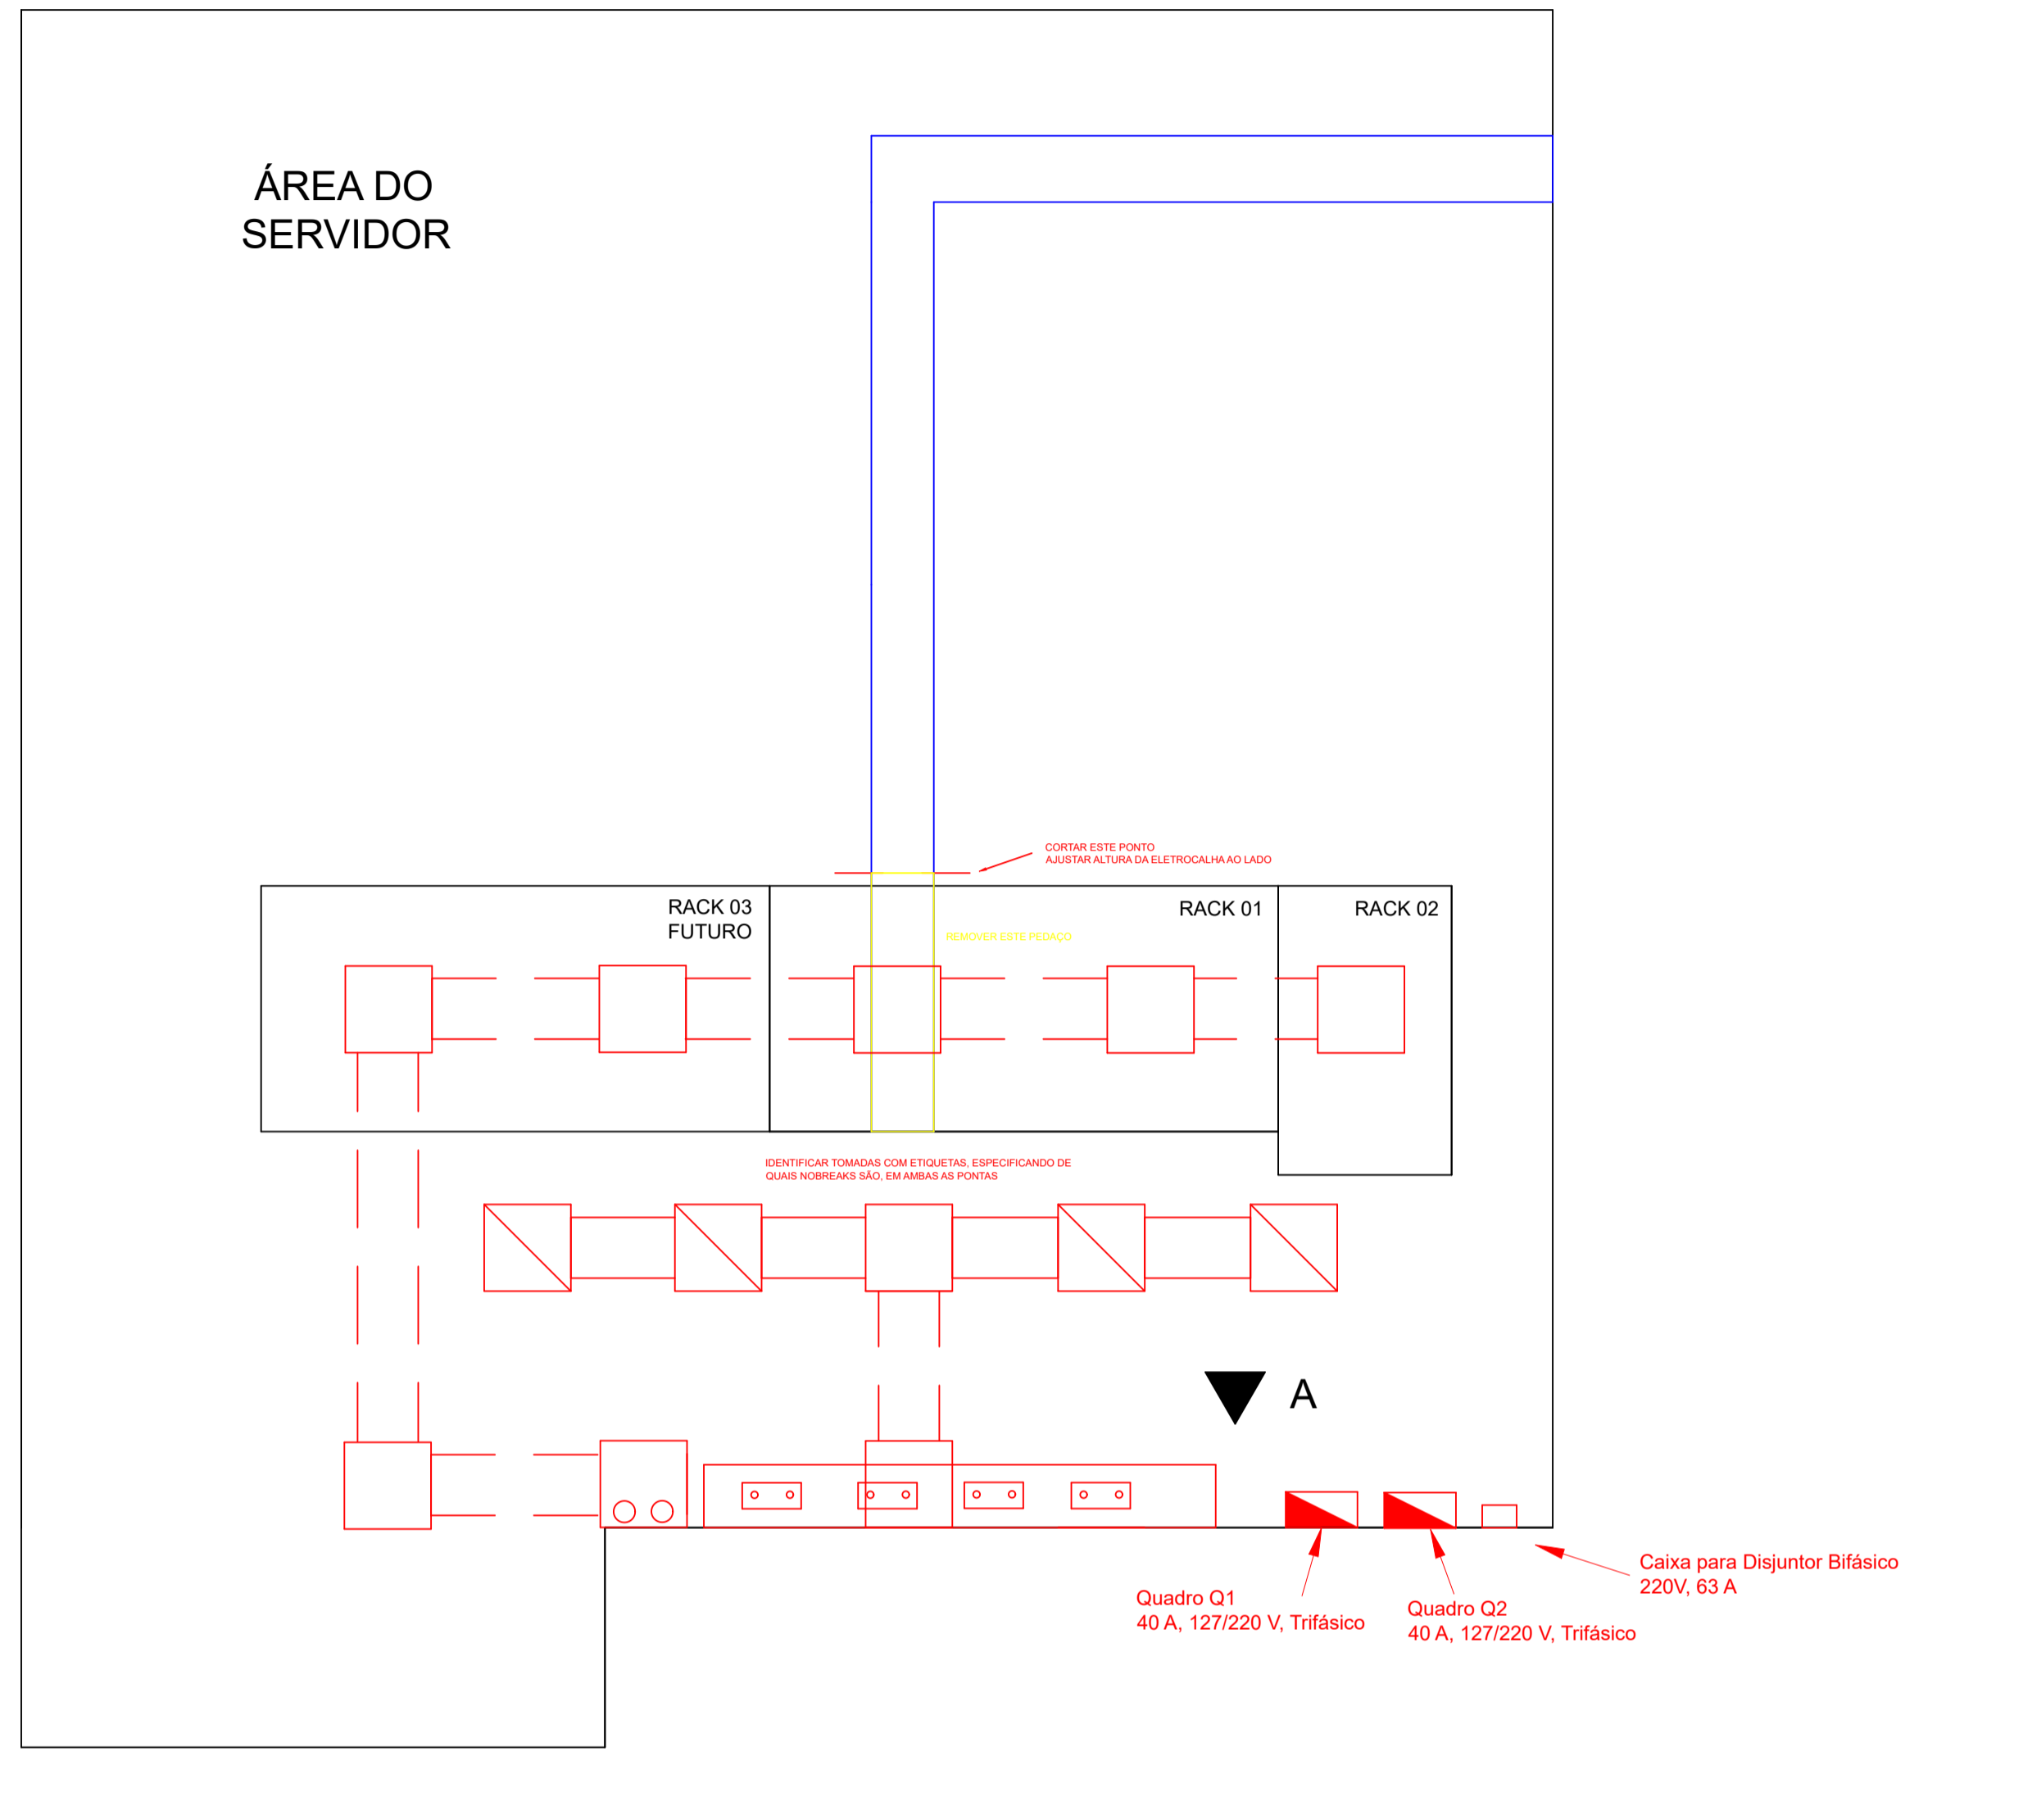 ÁREA DO
SERVIDOR
CORTAR ESTE PONTO
AJUSTAR ALTURA DA ELETROCALHA AO LADO
RACK 03
FUTURO
RACK 01
RACK 02
REMOVER ESTE PEDAÇO
IDENTIFICAR TOMADAS COM ETIQUETAS, ESPECIFICANDO DE
QUAIS NOBREAKS SÃO, EM AMBAS AS PONTAS
A
Caixa para Disjuntor Bifásico
220V, 63 A
Quadro Q1
40 A, 127/220 V, Trifásico
Quadro Q2
40 A, 127/220 V, Trifásico